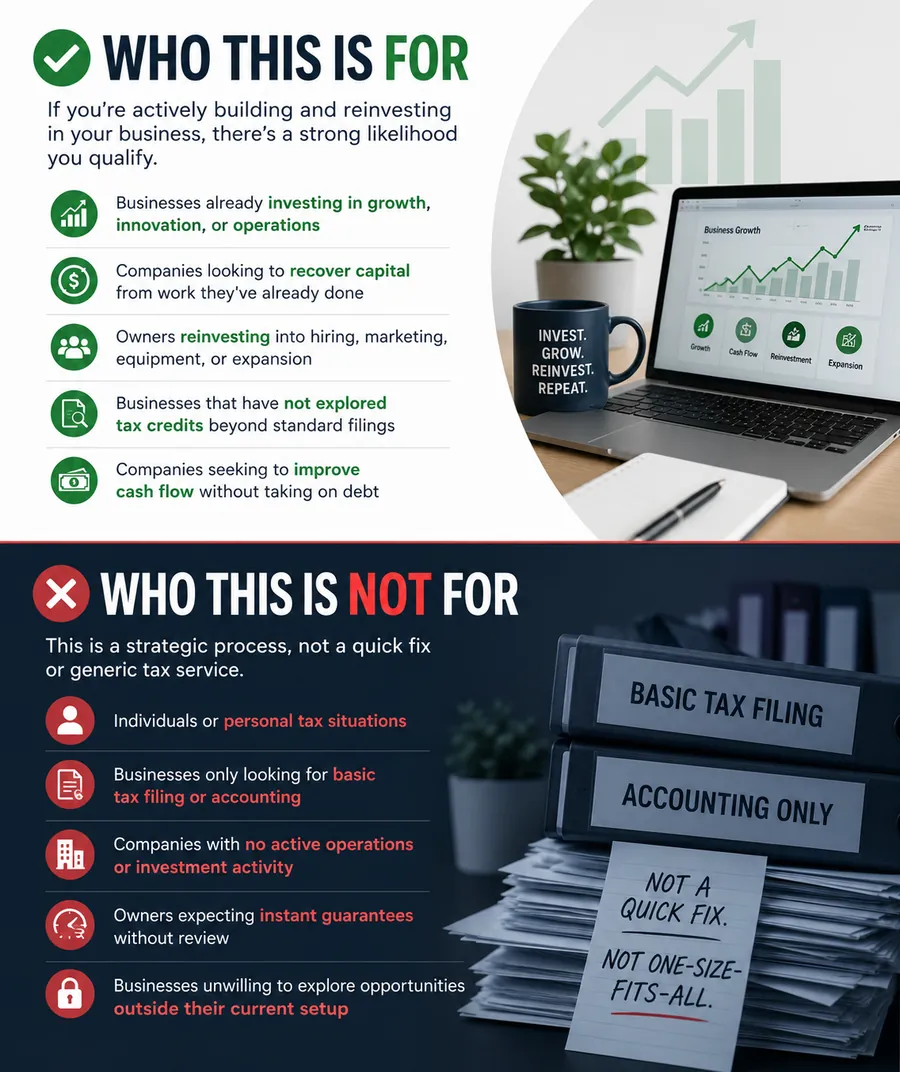 WHO THIS IS FOR
If you're actively building and reinvesting
in your business, there's a strong likelihood
you qualify.
Businesses already investing in growth,
innovation, or operations
Companies looking to recover capital
from work they've already done
Owners reinvesting into hiring, marketing,
equipment, or expansion
Businesses that have not explored
tax credits beyond standard filings
Companies seeking to improve
cash flow without taking on debt
INVEST.
GROW.
REINVEST.
REPEAT.
Business Growth
Growth
Cash Flow
Reinvestment
Expansion
WHO THIS IS NOT FOR
This is a strategic process, not a quick fix
or generic tax service.
Individuals or personal tax situations
Businesses only looking for basic
tax filing or accounting
Companies with no active operations
or investment activity
Owners expecting instant guarantees
without review
Businesses unwilling to explore opportunities
outside their current setup
BASIC TAX FILING
ACCOUNTING ONLY
NOT A
QUICK FIX.
NOT ONE-SIZE-
FITS-ALL.